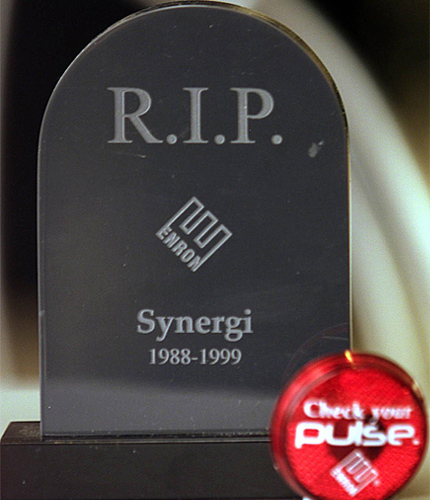 R.I.P.
ENRON
Synergi
1988-1999
Check your
pulse.